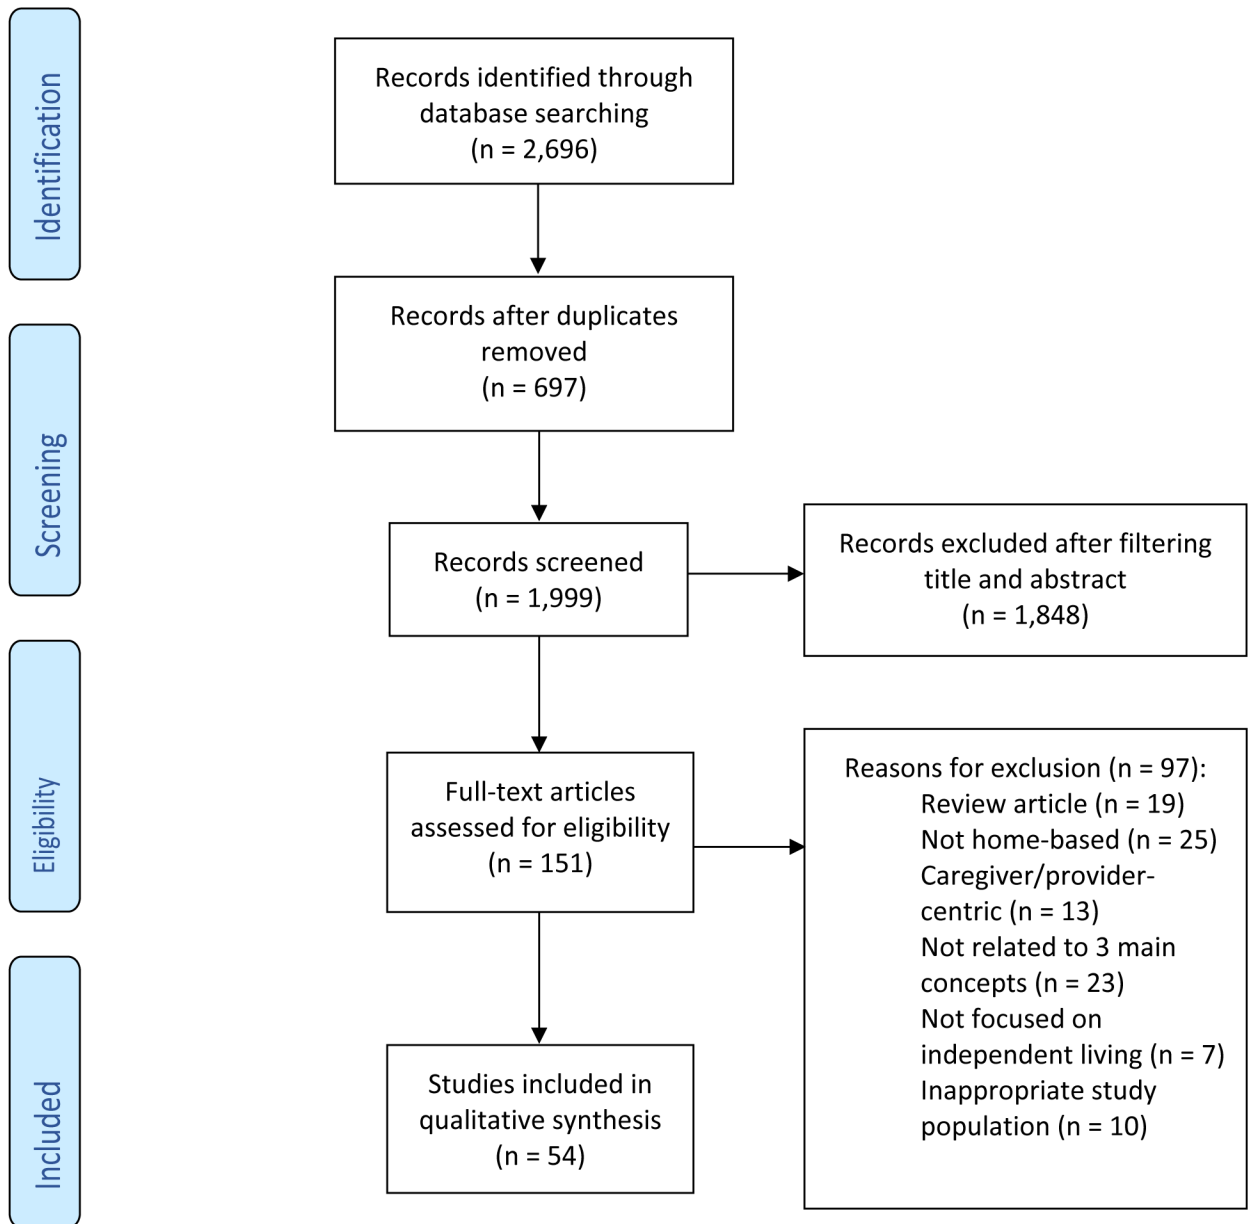 Identification
Records identified through
database searching
(n = 2,696)
Records after duplicates
removed
(n = 697)
Screening
Records screened
(n = 1,999)
Records excluded after filtering
title and abstract
(n = 1,848)
Eligibility
Full-text articles
assessed for eligibility
(n = 151)
Reasons for exclusion (n = 97):
Review article (n = 19)
Not home-based (n = 25)
Caregiver/provider-
centric (n = 13)
Not related to 3 main
concepts (n = 23)
Not focused on
independent living (n = 7)
Inappropriate study
population (n = 10)
Included
Studies included in
qualitative synthesis
(n = 54)